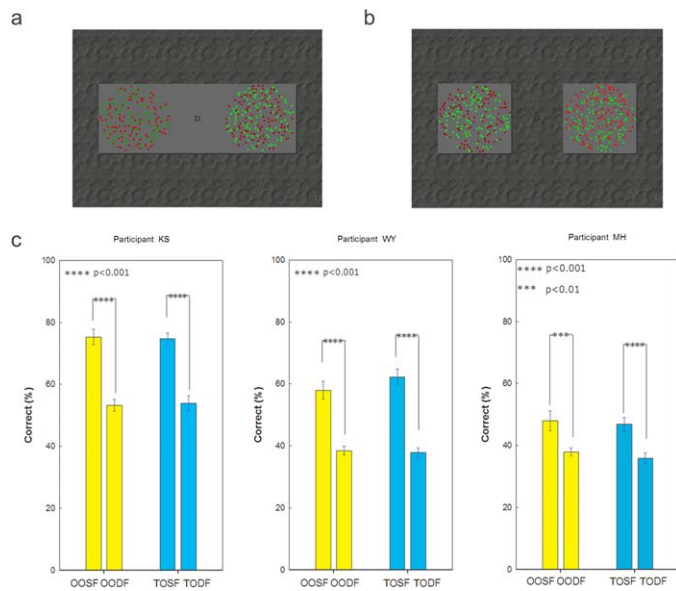 a
b
c
Participant KS
Participant WY
Participant MH
100
80
60
40
20
0
Correct (%)
**** p<0.001
****
****
OOSF OODF
TOSF TODF
100
80
60
40
20
0
Correct (%)
**** p<0.001
****
****
OOSF OODF
TOSF TODF
100
80
60
40
20
0
Correct (%)
**** p<0.001
*** p<0.01
***
****
OOSF OODF
TOSF TODF